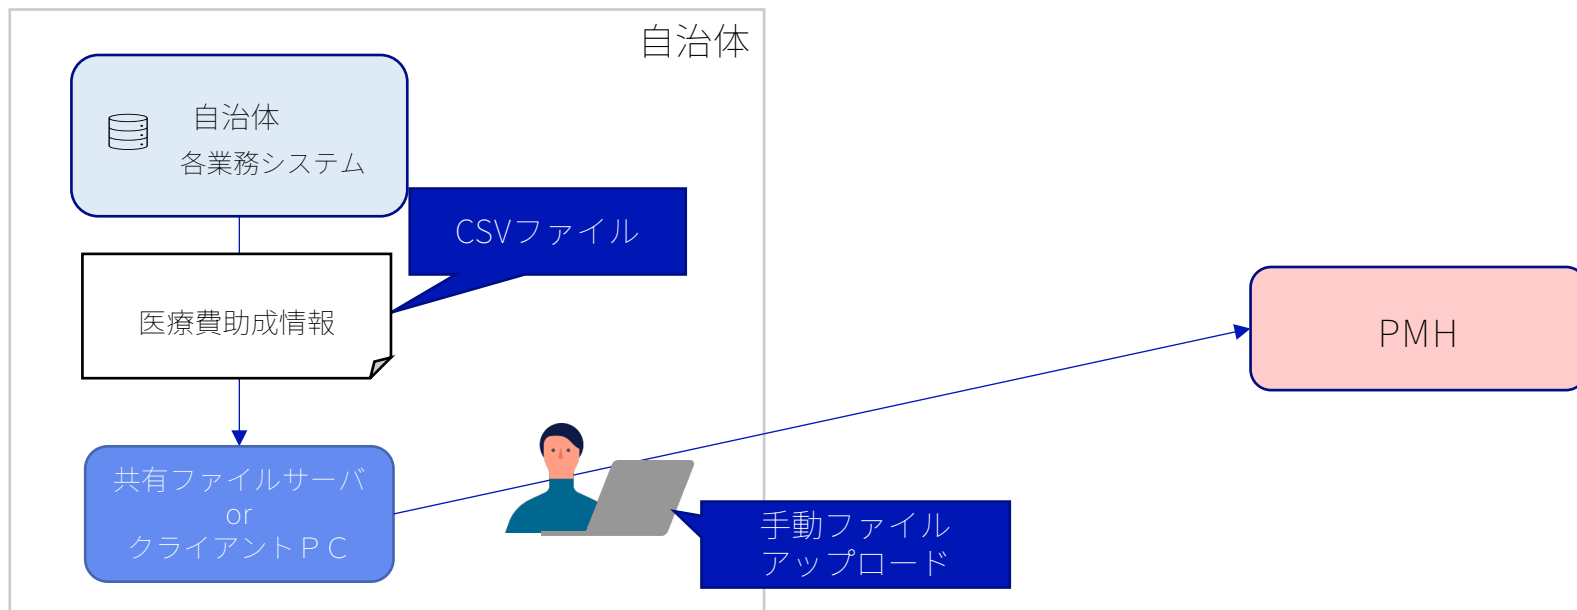 自治体
自治体
各業務システム
CSVファイル
医療費助成情報
PMH
共有ファイルサーバ
or
クライアントＰＣ
手動ファイル
アップロード